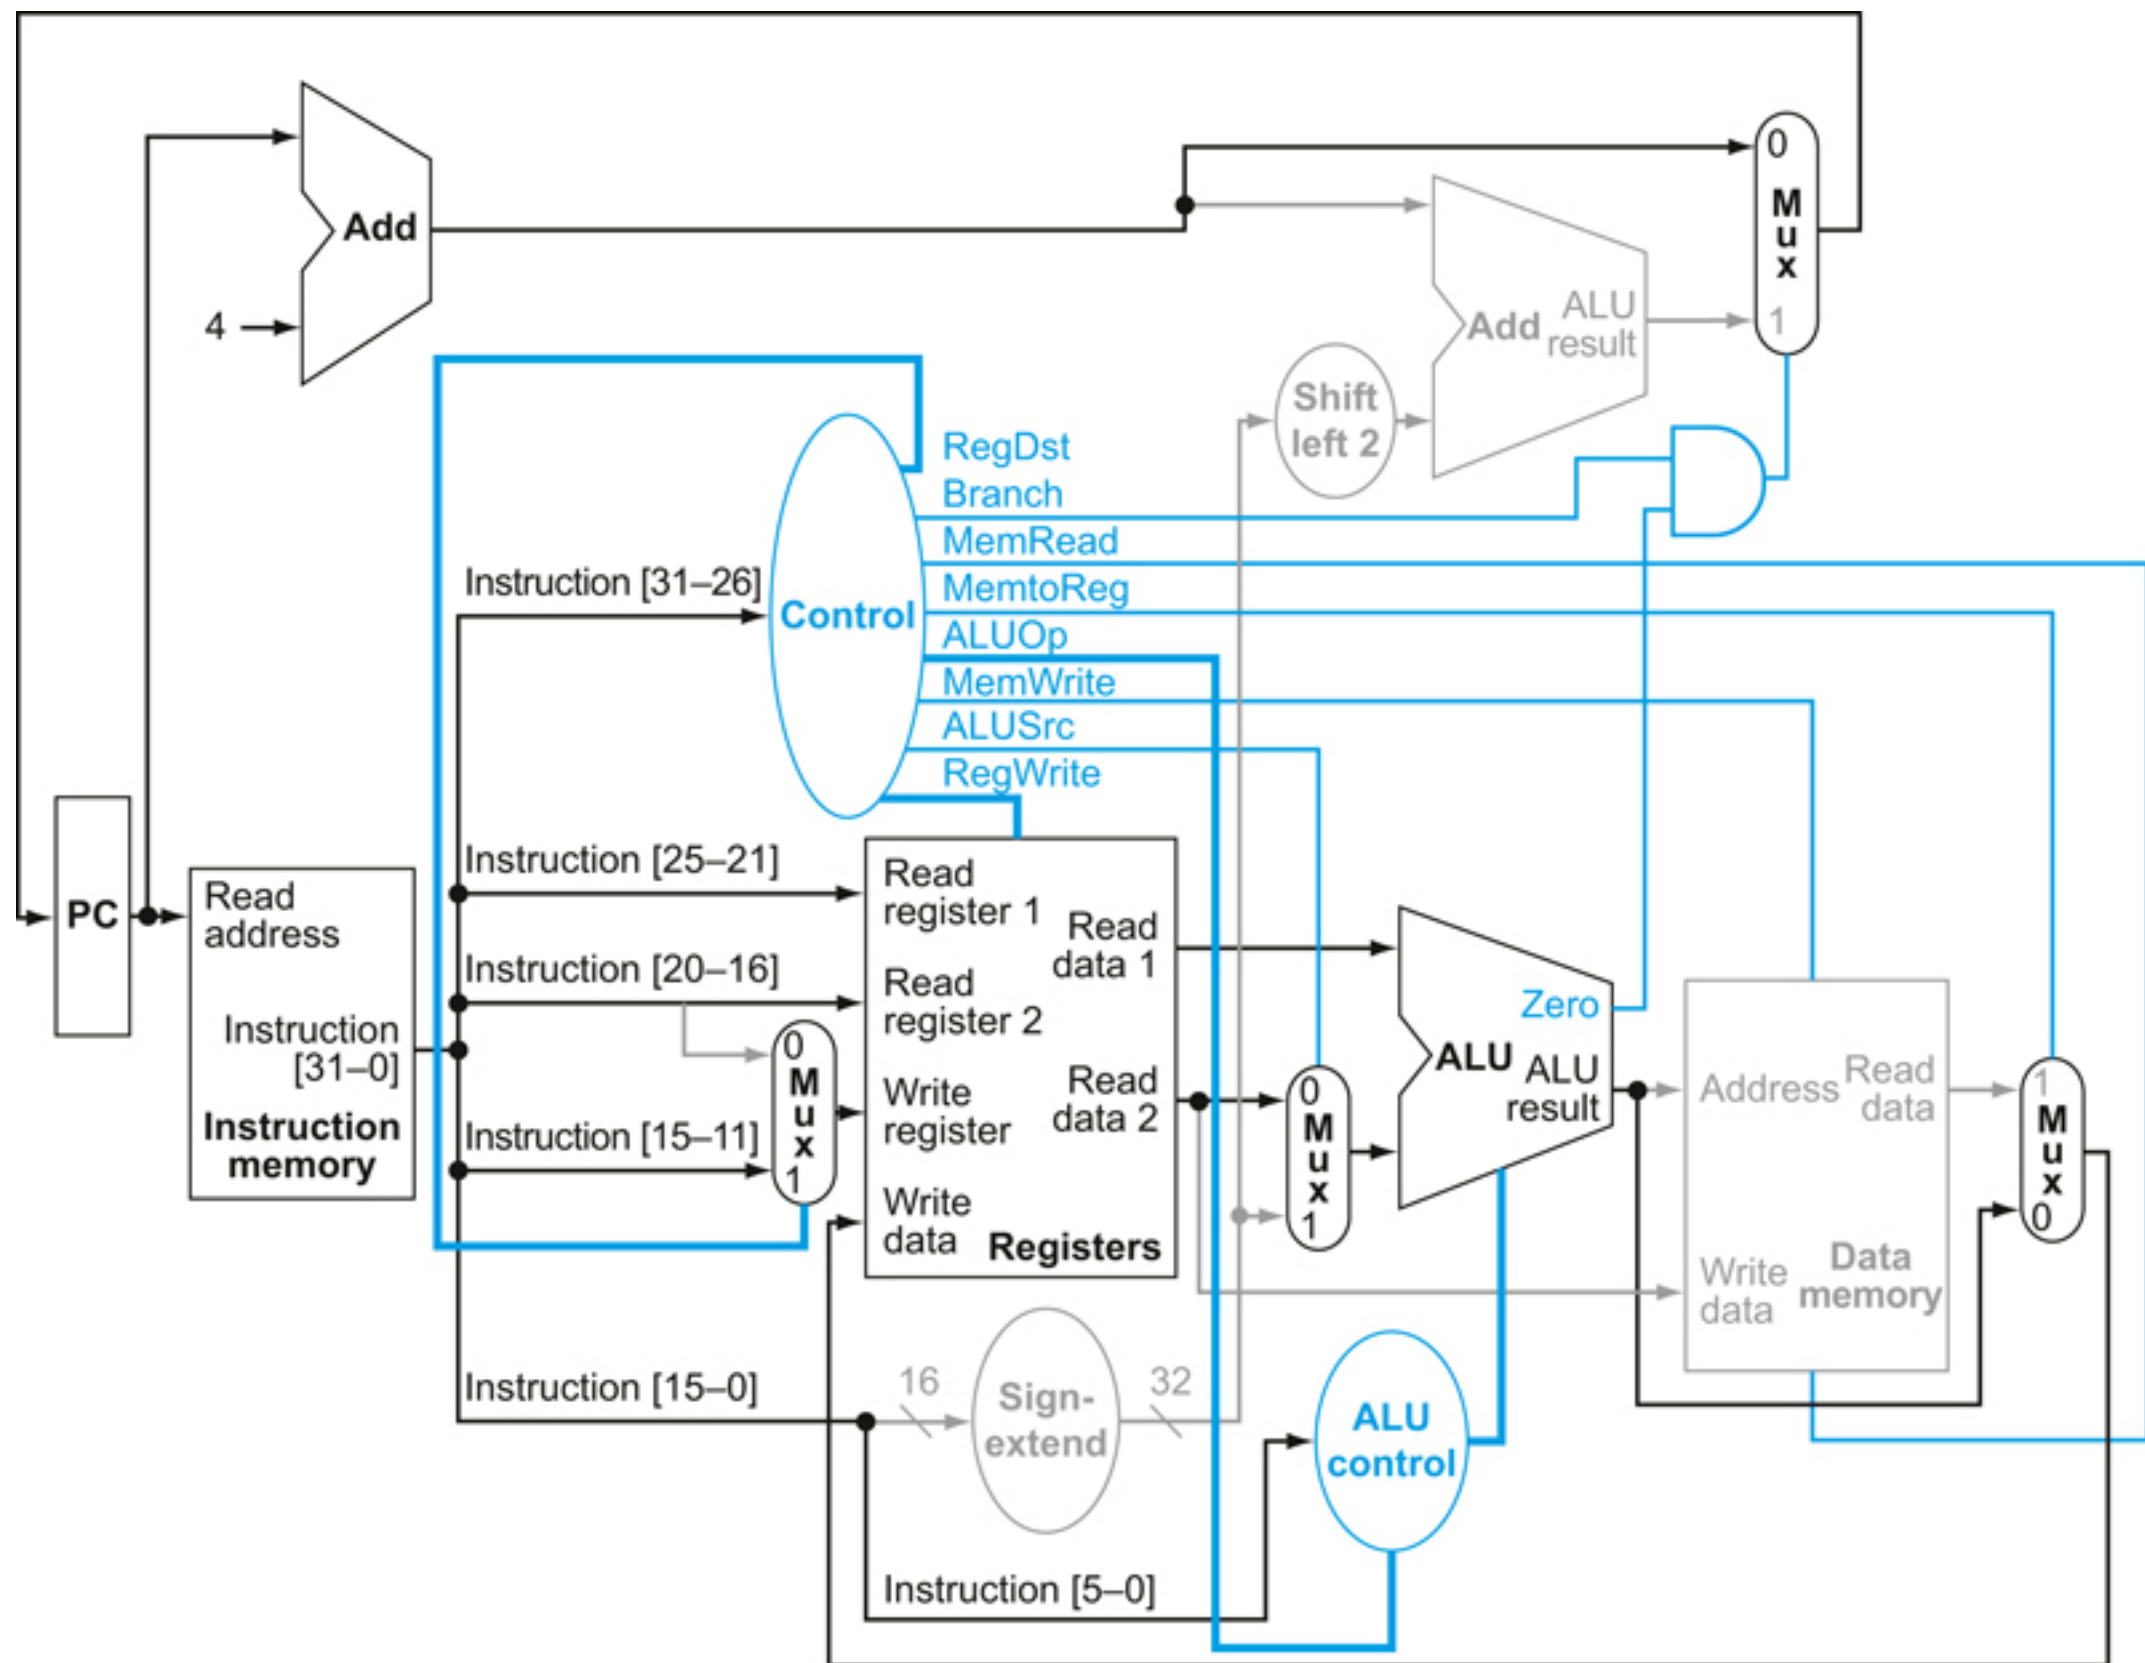 0
M
u
x
1
Add
4
Add
ALU
result
Shift
left 2
RegDst
Branch
MemRead
MemtoReg
ALUOp
MemWrite
ALUSrc
RegWrite
Control
Instruction [31–26]
Instruction [25–21]
Instruction [20–16]
Instruction [15–11]
Instruction [15–0]
Instruction [5–0]
PC
Read
address
Instruction
[31–0]
Instruction
memory
0
M
u
x
1
Read
register 1
Read
register 2
Write
register
Write
data
Read
data 1
Read
data 2
Registers
0
M
u
x
1
Zero
ALU
ALU
result
Address
Read
data
Write
data
Data
memory
1
M
u
x
0
16
Sign-
extend
32
ALU
control